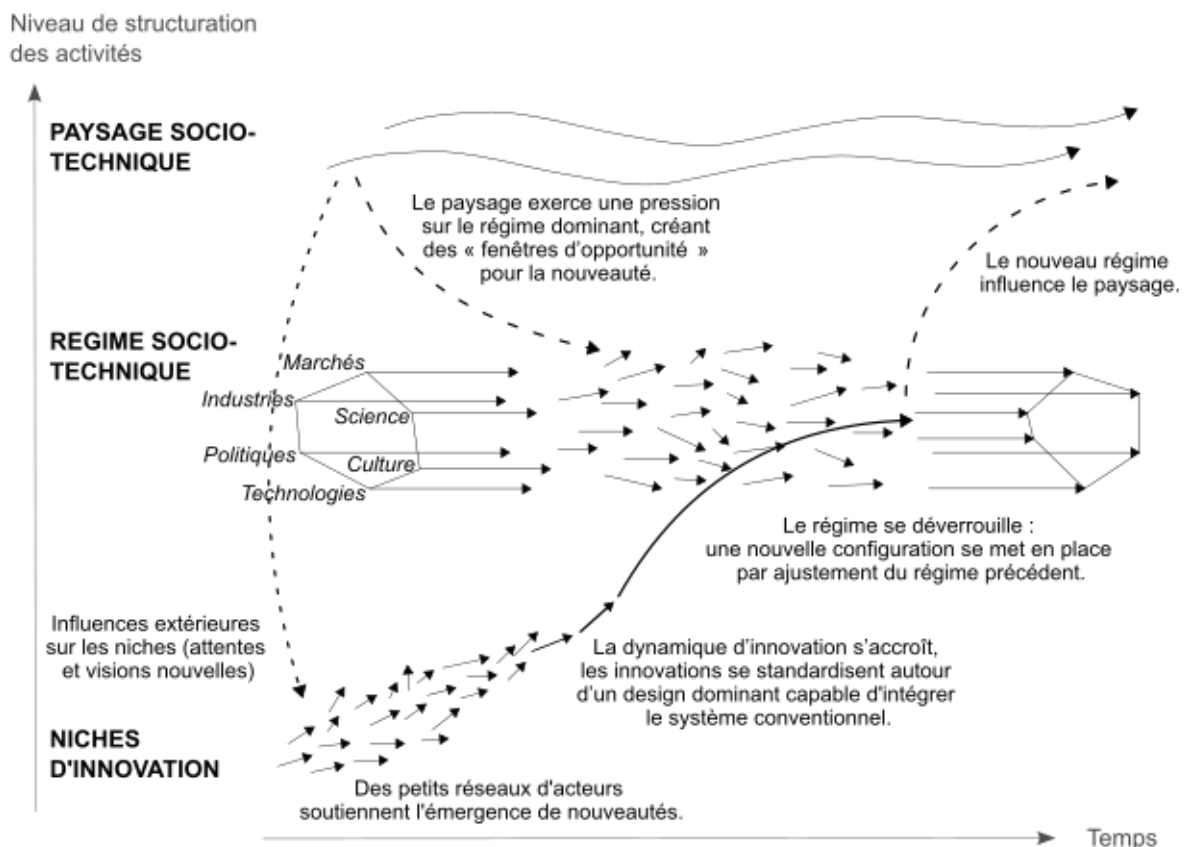 Niveau de structuration
des activités
PAYSAGE SOCIO-
TECHNIQUE
Le paysage exerce une pression
sur le régime dominant, créant
des « fenêtres d'opportunité »
pour la nouveauté.
Le nouveau régime
influence le paysage.
REGIME SOCIO-
TECHNIQUE
Marchés
Industries
Science
Politiques
Culture
Technologies
Le régime se déverrouille :
une nouvelle configuration se met en place
par ajustement du régime précédent.
Influences extérieures
sur les niches (attentes
et visions nouvelles)
La dynamique d'innovation s'accroît,
les innovations se standardisent autour
d'un design dominant capable d'intégrer
le système conventionnel.
NICHES
D'INNOVATION
Des petits réseaux d'acteurs
soutiennent l'émergence de nouveautés.
Temps